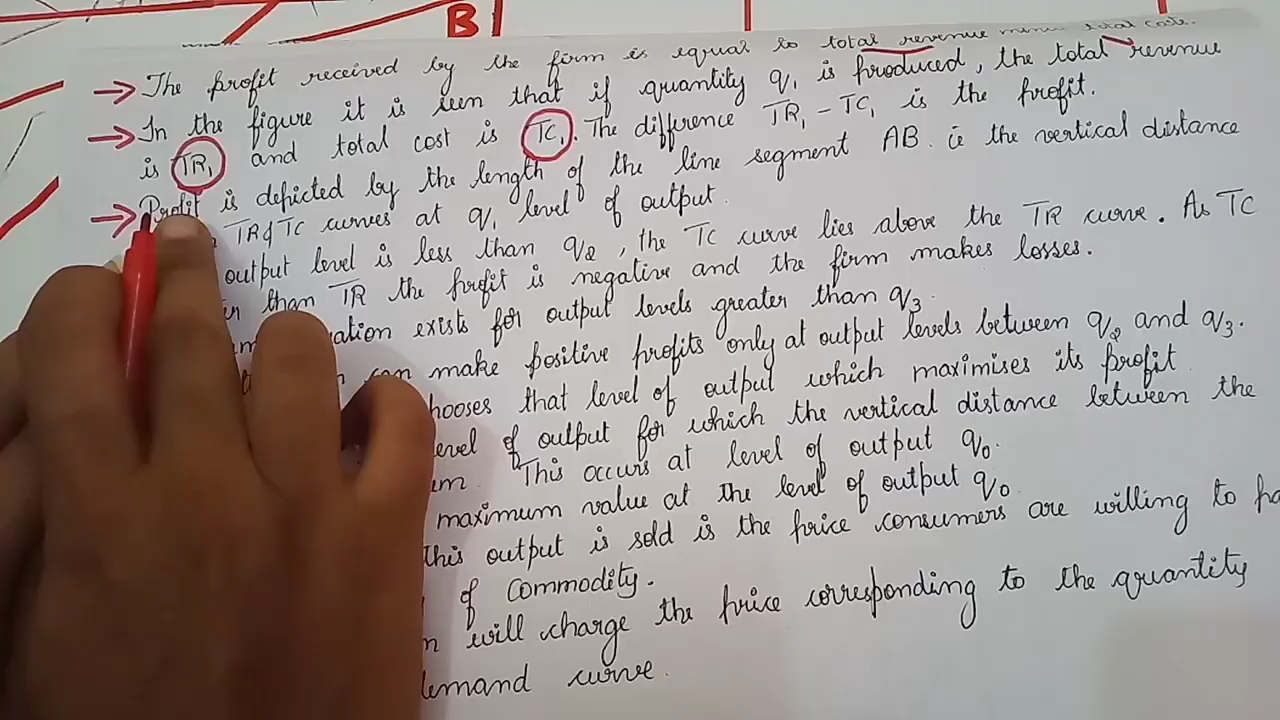 B
→ The profit received by the firm is equal to total revenue minus total cost.
→ In the figure it is seen that if quantity q₁ is produced, the total revenue
is TR₁ and total cost is TC₁. The difference TR₁ - TC₁ is the profit.
→ Profit is depicted by the length of the line segment AB. ie the vertical distance
TR & TC curves at q₁ level of output.
output level is less than q₂, the TC curve lies above the TR curve. As TC
than TR the profit is negative and the firm makes losses.
exists for output levels greater than q₃.
can make positive profits only at output levels between q₂ and q₃.
that level of output which maximises its profit
of output for which the vertical distance between the
This occurs at level of output q₀.
maximum value at the level of output q₀.
this output is sold is the price consumers are willing to
of commodity.
will charge the price corresponding to the quantity
curve.